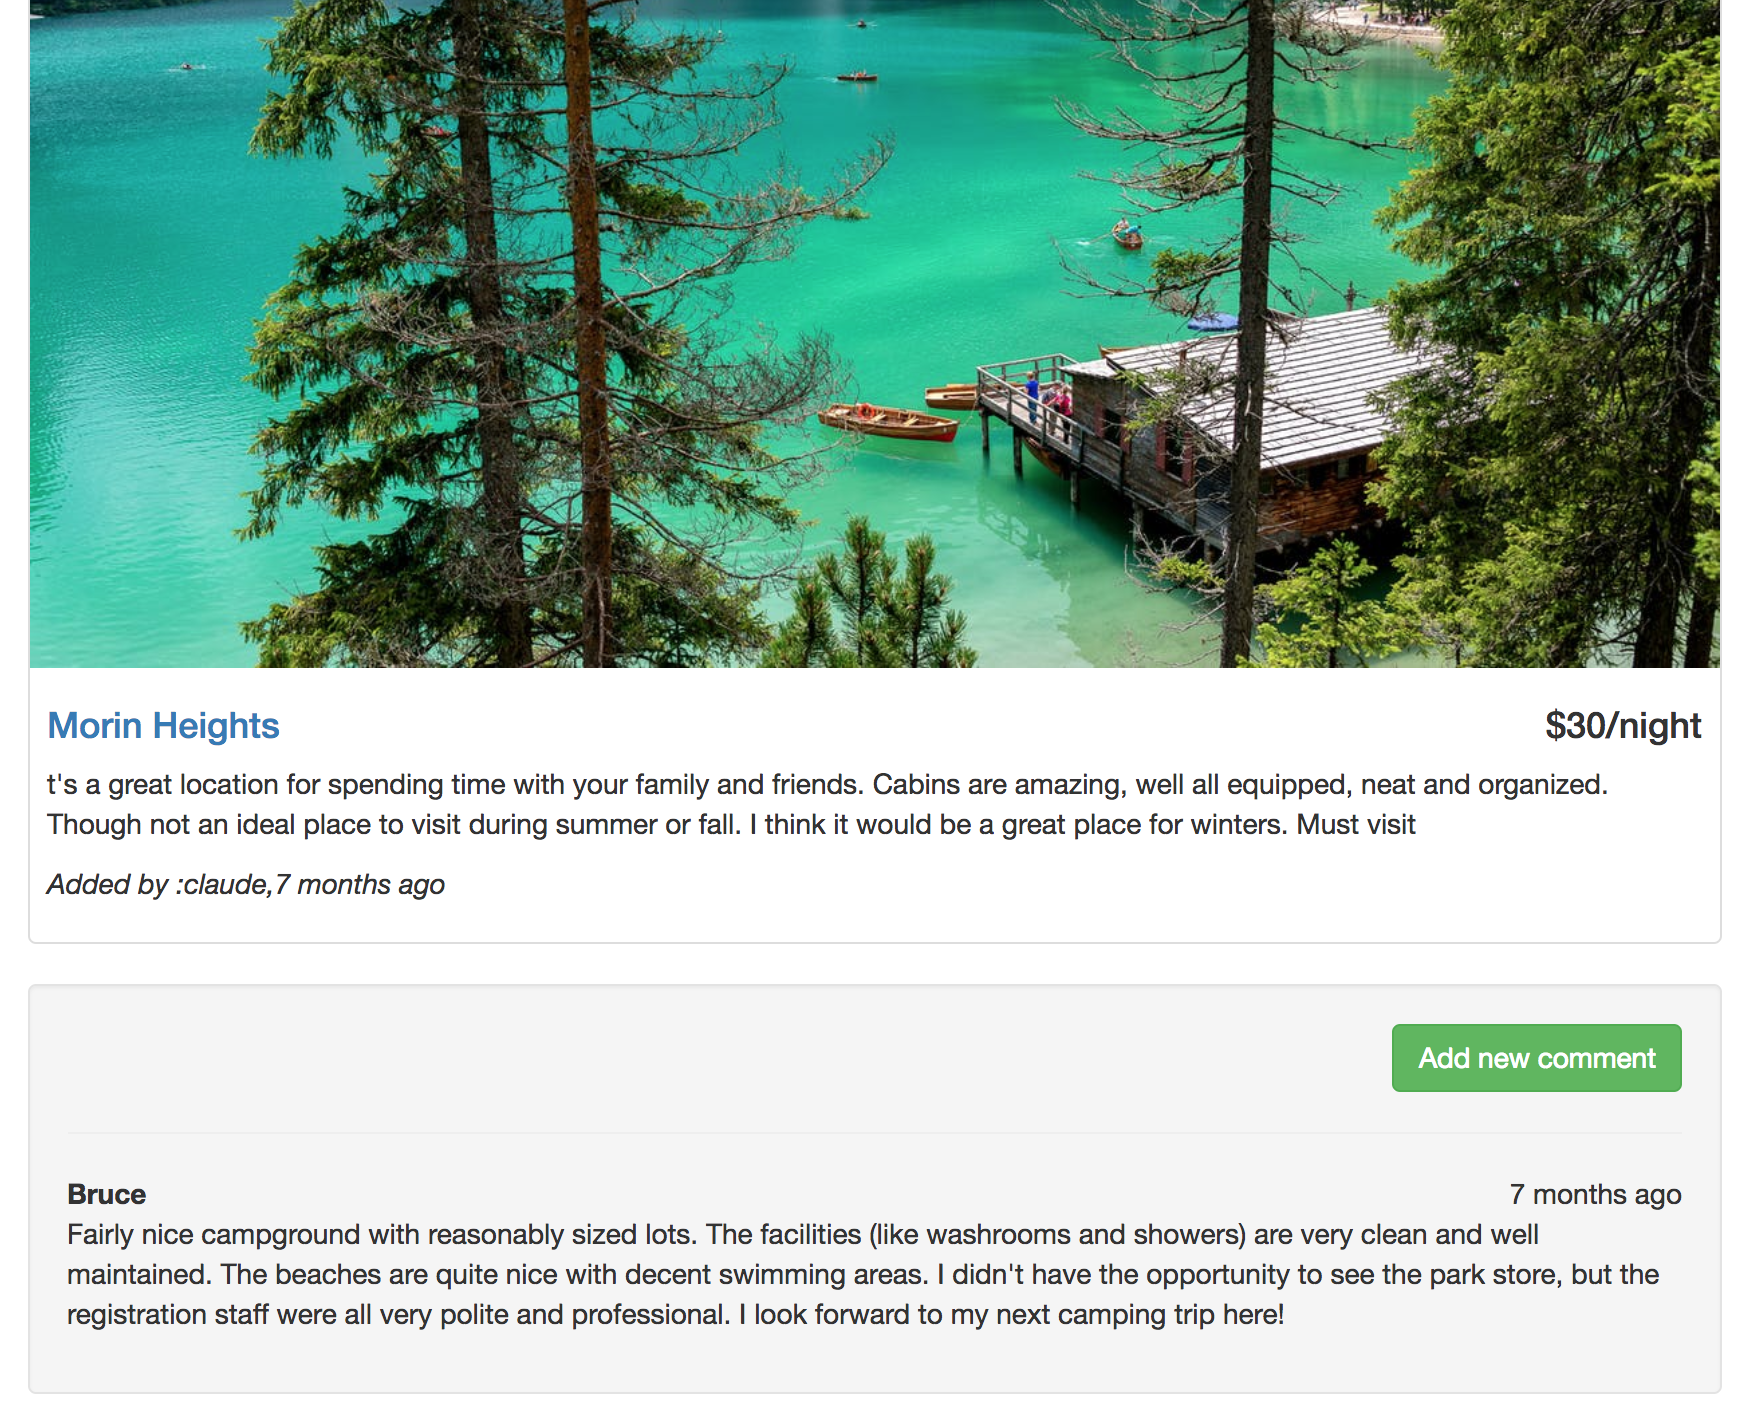 Morin Heights
$30/night
t's a great location for spending time with your family and friends. Cabins are amazing, well all equipped, neat and organized.
Though not an ideal place to visit during summer or fall. I think it would be a great place for winters. Must visit
Added by :claude,7 months ago
Add new comment
Bruce
7 months ago
Fairly nice campground with reasonably sized lots. The facilities (like washrooms and showers) are very clean and well
maintained. The beaches are quite nice with decent swimming areas. I didn't have the opportunity to see the park store, but the
registration staff were all very polite and professional. I look forward to my next camping trip here!